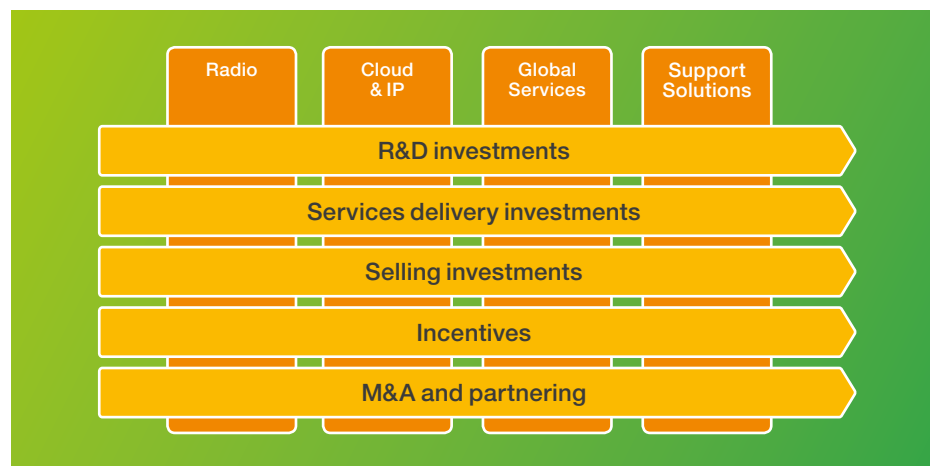 Radio
Cloud
& IP
Global
Services
Support
Solutions
R&D investments
Services delivery investments
Selling investments
Incentives
M&A and partnering